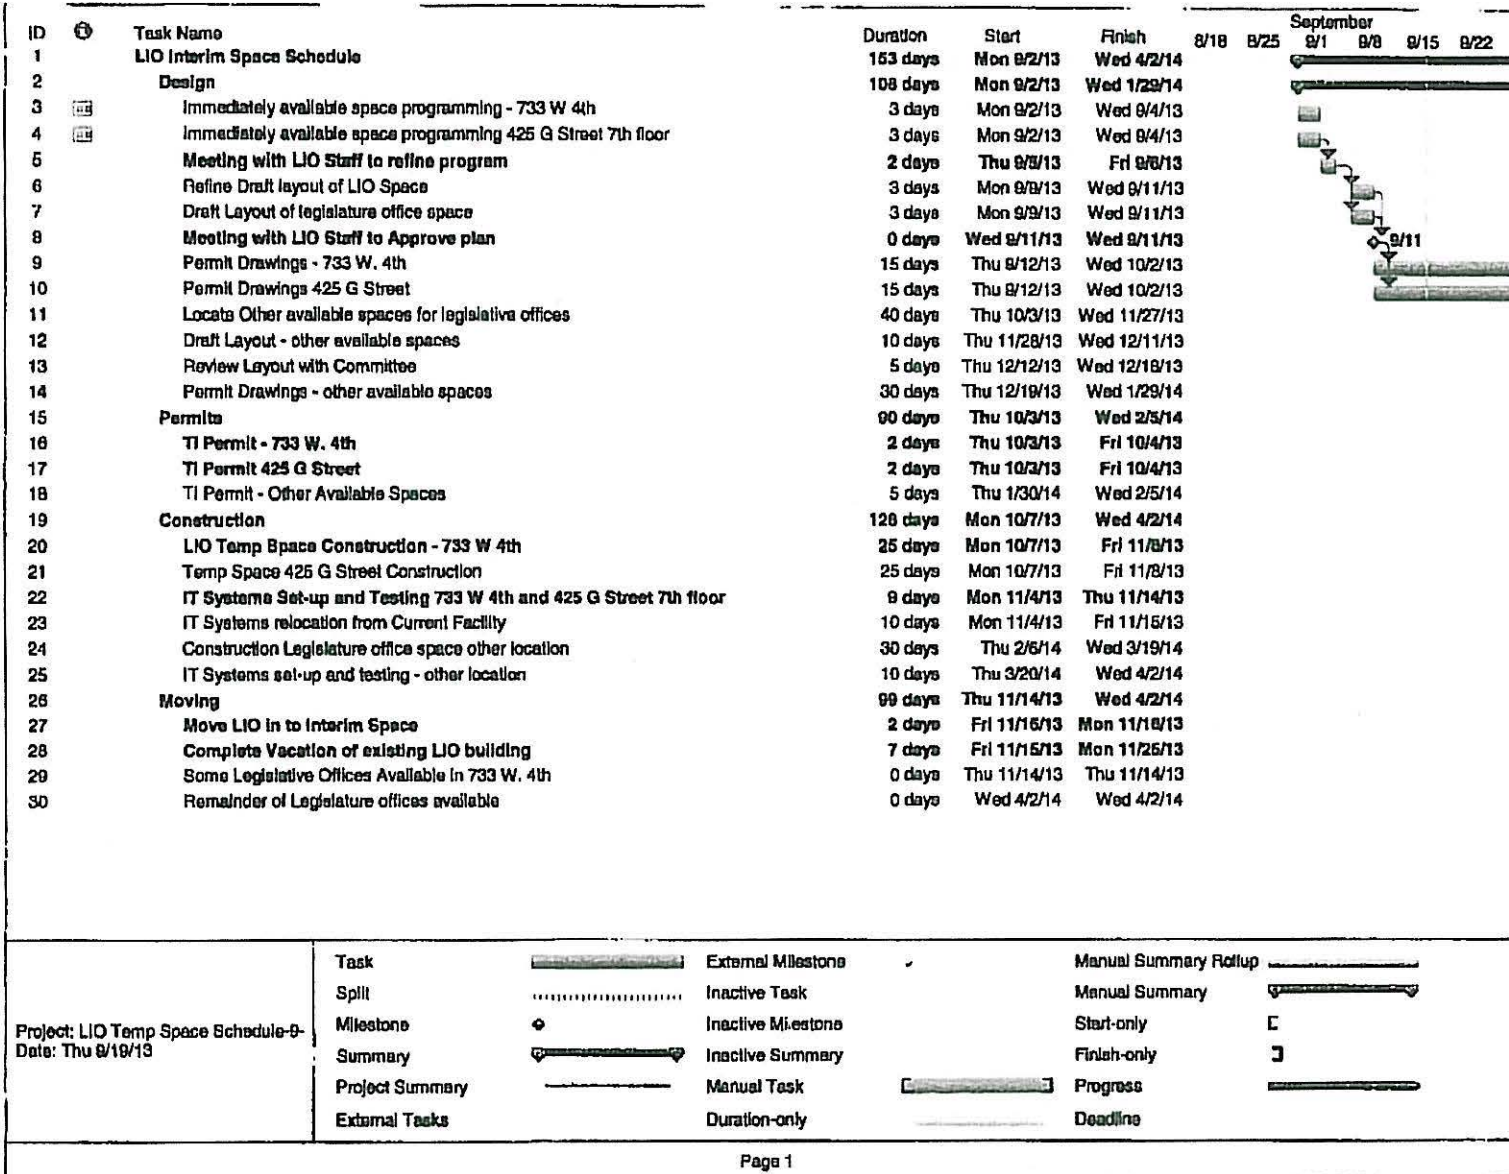 September
ID Task Name Duration Start Finish 8/18 8/25 9/1 9/8 9/15 9/22
1 LIO Interim Space Schedule 153 days Mon 9/2/13 Wed 4/2/14
2 Design 108 days Mon 9/2/13 Wed 1/29/14
3 Immediately available space programming - 733 W 4th 3 days Mon 9/2/13 Wed 9/4/13
4 Immediately available space programming 425 G Street 7th floor 3 days Mon 9/2/13 Wed 9/4/13
5 Meeting with LIO Staff to refine program 2 days Thu 9/5/13 Fri 9/6/13
6 Refine Draft layout of LIO Space 3 days Mon 9/9/13 Wed 9/11/13
7 Draft Layout of legislature office space 3 days Mon 9/9/13 Wed 9/11/13
8 Meeting with LIO Staff to Approve plan 0 days Wed 9/11/13 Wed 9/11/13 9/11
9 Permit Drawings - 733 W. 4th 15 days Thu 9/12/13 Wed 10/2/13
10 Permit Drawings 425 G Street 15 days Thu 9/12/13 Wed 10/2/13
11 Locate Other available spaces for legislative offices 40 days Thu 10/3/13 Wed 11/27/13
12 Draft Layout - other available spaces 10 days Thu 11/28/13 Wed 12/11/13
13 Review Layout with Committee 5 days Thu 12/12/13 Wed 12/18/13
14 Permit Drawings - other available spaces 30 days Thu 12/19/13 Wed 1/29/14
15 Permits 90 days Thu 10/3/13 Wed 2/5/14
16 TI Permit - 733 W. 4th 2 days Thu 10/3/13 Fri 10/4/13
17 TI Permit 425 G Street 2 days Thu 10/3/13 Fri 10/4/13
18 TI Permit - Other Available Spaces 5 days Thu 1/30/14 Wed 2/5/14
19 Construction 128 days Mon 10/7/13 Wed 4/2/14
20 LIO Temp Space Construction - 733 W 4th 25 days Mon 10/7/13 Fri 11/8/13
21 Temp Space 425 G Street Construction 25 days Mon 10/7/13 Fri 11/8/13
22 IT Systems Set-up and Testing 733 W 4th and 425 G Street 7th floor 9 days Mon 11/4/13 Thu 11/14/13
23 IT Systems relocation from Current Facility 10 days Mon 11/4/13 Fri 11/15/13
24 Construction Legislature office space other location 30 days Thu 2/6/14 Wed 3/19/14
25 IT Systems set-up and testing - other location 10 days Thu 3/20/14 Wed 4/2/14
26 Moving 99 days Thu 11/14/13 Wed 4/2/14
27 Move LIO in to Interim Space 2 days Fri 11/15/13 Mon 11/18/13
28 Complete Vacation of existing LIO building 7 days Fri 11/15/13 Mon 11/25/13
29 Some Legislative Offices Available in 733 W. 4th 0 days Thu 11/14/13 Thu 11/14/13
30 Remainder of Legislature offices available 0 days Wed 4/2/14 Wed 4/2/14
Project: LIO Temp Space Schedule-9-
Date: Thu 9/19/13
Task External Milestone Manual Summary Rollup
Split Inactive Task Manual Summary
Milestone Inactive Milestone Start-only
Summary Inactive Summary Finish-only
Project Summary Manual Task Progress
External Tasks Duration-only Deadline
Page 1